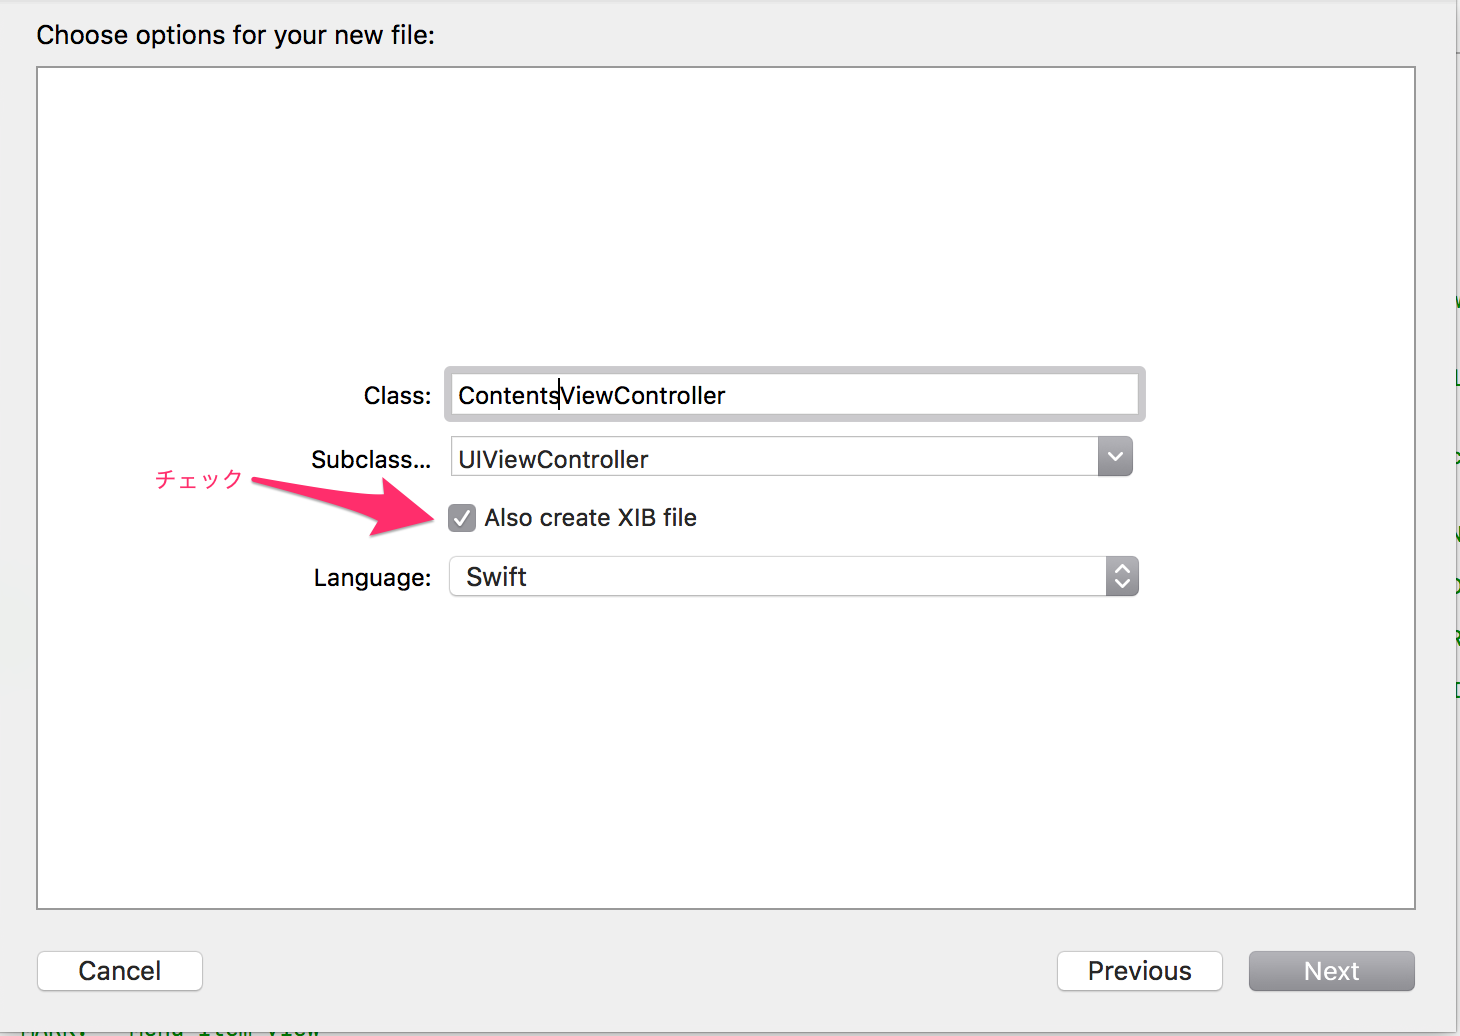 Choose options for your new file:
Class: ContentsViewController
Subclass... UIViewController
チェック
Also create XIB file
Language: Swift
Cancel
Previous
Next